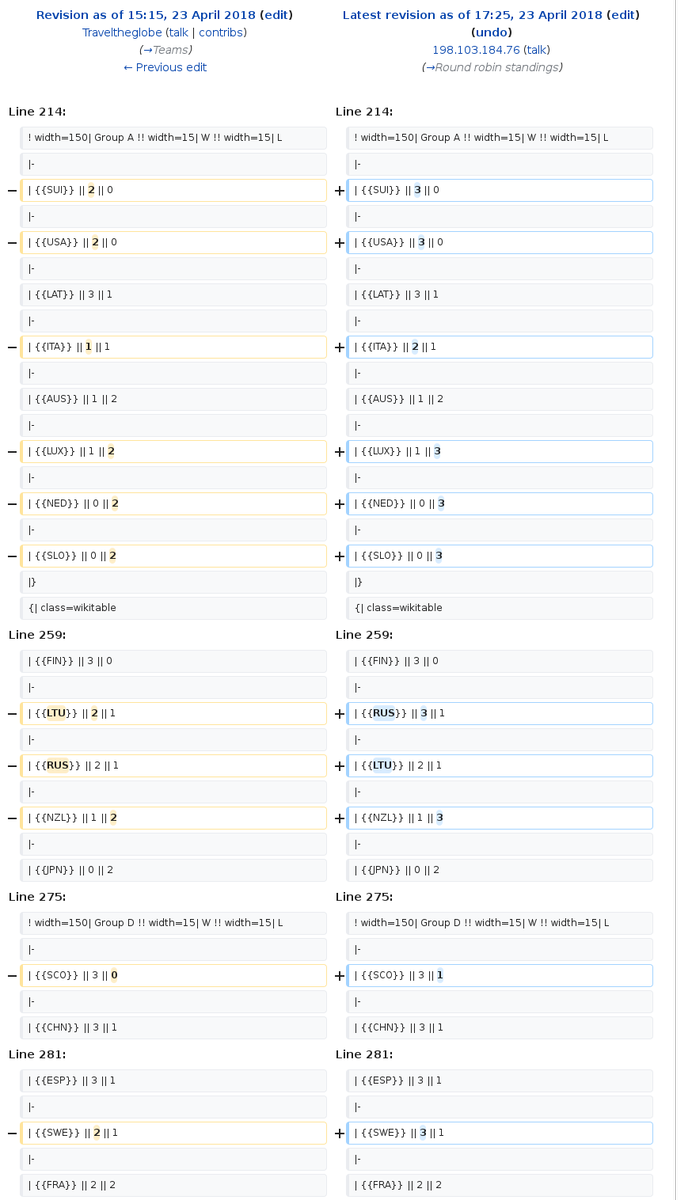 Revision as of 15:15, 23 April 2018 (edit)
Traveltheglobe (talk | contribs)
(→Teams)
← Previous edit
Latest revision as of 17:25, 23 April 2018 (edit)
(undo)
198.103.184.76 (talk)
(→Round robin standings)
Line 214: Line 214:
! width=150| Group A !! width=15| W !! width=15| L ! width=150| Group A !! width=15| W !! width=15| L
|- |-
− | {{SUI}} || 2 || 0 + | {{SUI}} || 3 || 0
|- |-
− | {{USA}} || 2 || 0 + | {{USA}} || 3 || 0
|- |-
| {{LAT}} || 3 || 1 | {{LAT}} || 3 || 1
|- |-
− | {{ITA}} || 1 || 1 + | {{ITA}} || 2 || 1
|- |-
| {{AUS}} || 1 || 2 | {{AUS}} || 1 || 2
|- |-
− | {{LUX}} || 1 || 2 + | {{LUX}} || 1 || 3
|- |-
− | {{NED}} || 0 || 2 + | {{NED}} || 0 || 3
|- |-
− | {{SLO}} || 0 || 2 + | {{SLO}} || 0 || 3
|} |}
{| class=wikitable {| class=wikitable
Line 259: Line 259:
| {{FIN}} || 3 || 0 | {{FIN}} || 3 || 0
|- |-
− | {{LTU}} || 2 || 1 + | {{RUS}} || 3 || 1
|- |-
− | {{RUS}} || 2 || 1 + | {{LTU}} || 2 || 1
|- |-
− | {{NZL}} || 1 || 2 + | {{NZL}} || 1 || 3
|- |-
| {{JPN}} || 0 || 2 | {{JPN}} || 0 || 2
Line 275: Line 275:
! width=150| Group D !! width=15| W !! width=15| L ! width=150| Group D !! width=15| W !! width=15| L
|- |-
− | {{SCO}} || 3 || 0 + | {{SCO}} || 3 || 1
|- |-
| {{CHN}} || 3 || 1 | {{CHN}} || 3 || 1
Line 281: Line 281:
| {{ESP}} || 3 || 1 | {{ESP}} || 3 || 1
|- |-
− | {{SWE}} || 2 || 1 + | {{SWE}} || 3 || 1
|- |-
| {{FRA}} || 2 || 2 | {{FRA}} || 2 || 2